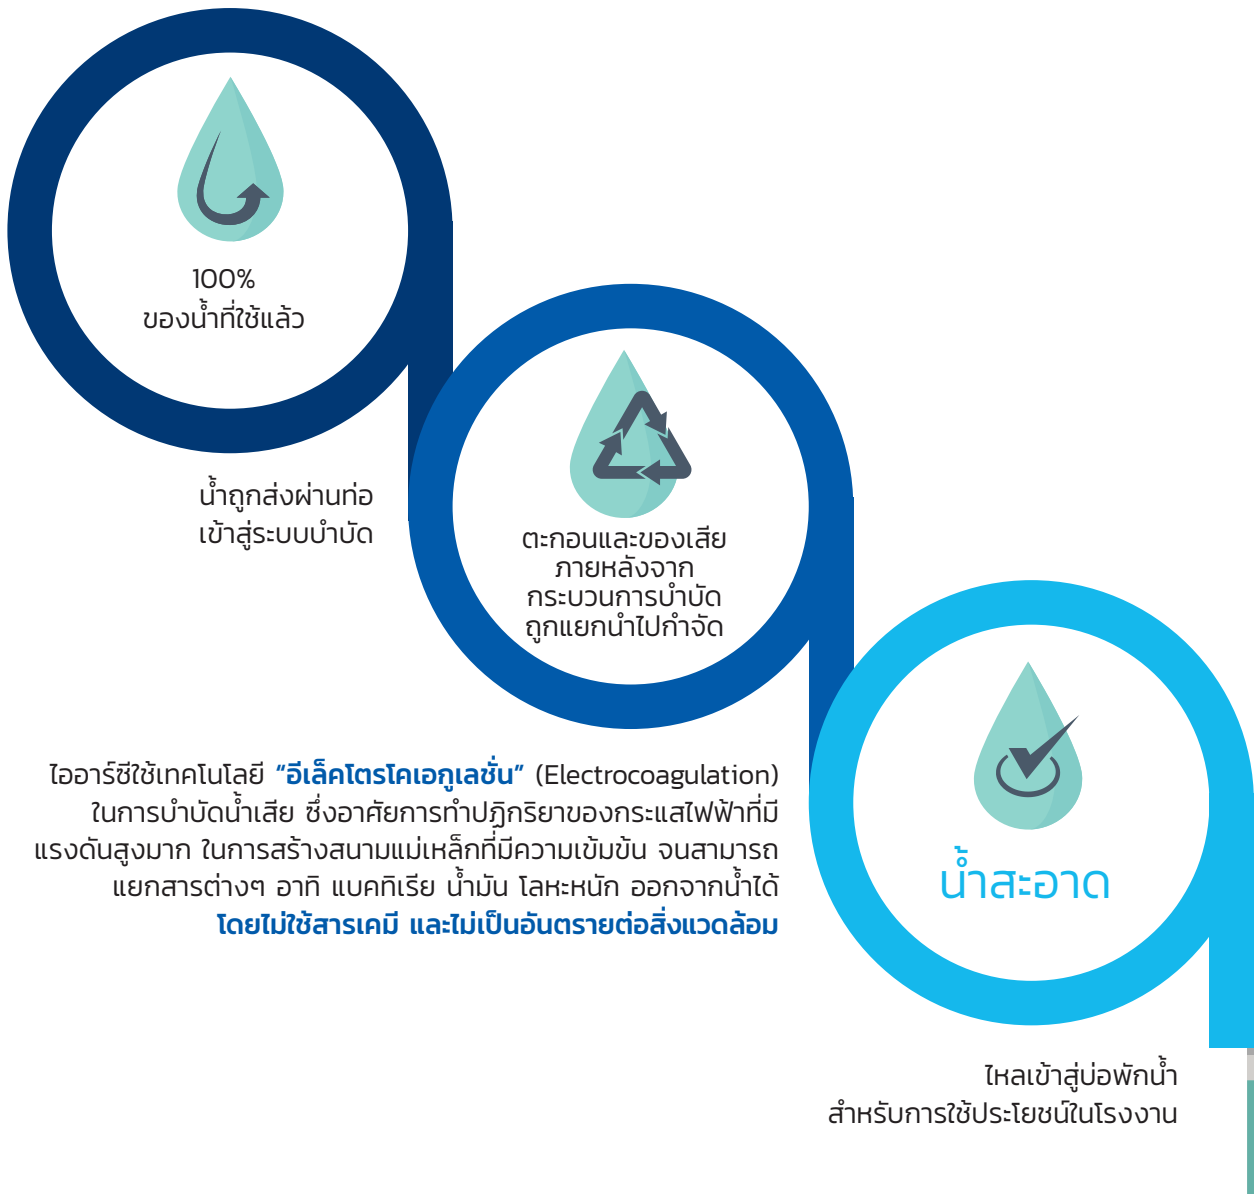 100%
ของน้ำที่ใช้แล้ว
น้ำถูกส่งผ่านท่อ
เข้าสู่ระบบบำบัด
ตะกอนและของเสีย
ภายหลังจาก
กระบวนการบำบัด
ถูกแยกนำไปกำจัด
ไออาร์ซีใช้เทคโนโลยี “อีเล็คโตรโคเอกูเลชั่น” (Electrocoagulation)
ในการบำบัดน้ำเสีย ซึ่งอาศัยการทำปฏิกริยาของกระแสไฟฟ้าที่มี
แรงดันสูงมาก ในการสร้างสนามแม่เหล็กที่มีความเข้มข้น จนสามารถ
แยกสารต่างๆ อาทิ แบคทิเรีย น้ำมัน โลหะหนัก ออกจากน้ำได้
โดยไม่ใช้สารเคมี และไม่เป็นอันตรายต่อสิ่งแวดล้อม
น้ำสะอาด
ไหลเข้าสู่บ่อพักน้ำ
สำหรับการใช้ประโยชน์ในโรงงาน